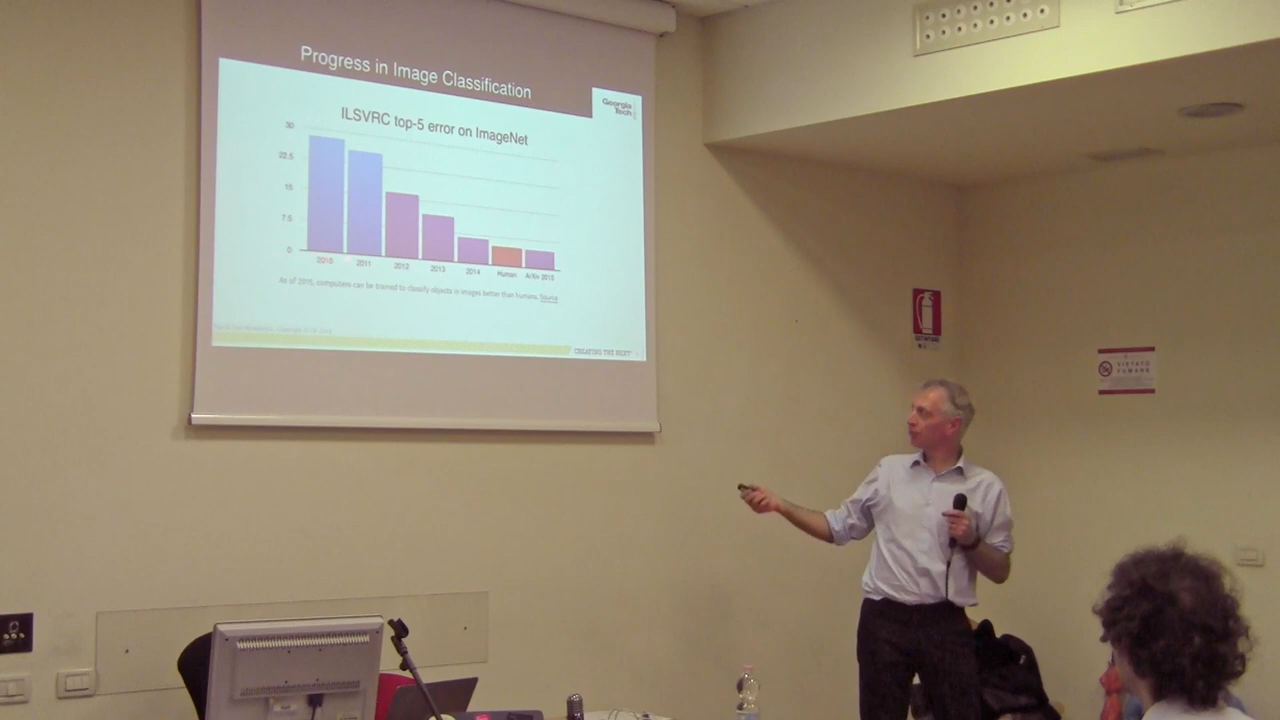 Progress in Image Classification
Georgia
Tech
ILSVRC top-5 error on ImageNet
30
22.5
15
7.5
0
2010 2011 2012 2013 2014 Human ArXiv 2015
As of 2015, computers can be trained to classify objects in images better than humans. Source
CREATING THE NEXT
VIETATO
FUMARE